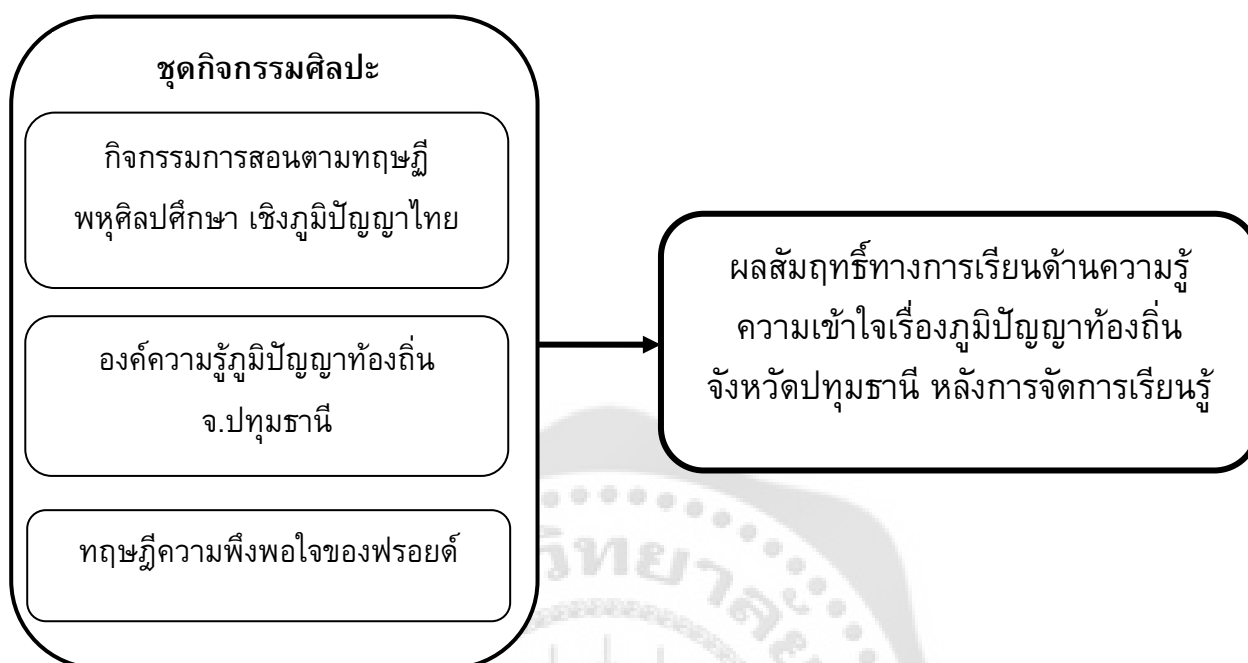 ชุดกิจกรรมศิลปะ
กิจกรรมการสอนตามทฤษฎี
พหุศิลปศึกษา เชิงภูมิปัญญาไทย
องค์ความรู้ภูมิปัญญาท้องถิ่น
จ.ปทุมธานี
ทฤษฎีความพึงพอใจของฟรอยด์
ผลสัมฤทธิ์ทางการเรียนด้านความรู้
ความเข้าใจเรื่องภูมิปัญญาท้องถิ่น
จังหวัดปทุมธานี หลังการจัดการเรียนรู้